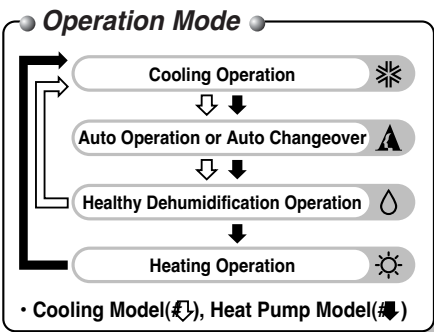 Operation Mode
Cooling Operation
Auto Operation or Auto Changeover
Healthy Dehumidification Operation
Heating Operation
• Cooling Model(#⇩), Heat Pump Model(#⬇)